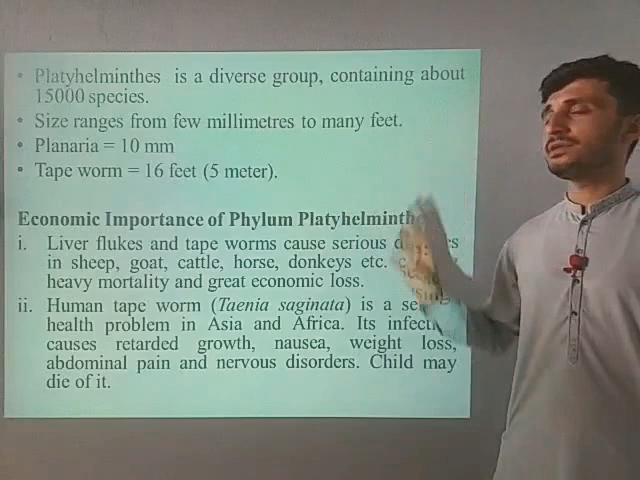 • Platyhelminthes is a diverse group, containing about
15000 species.
• Size ranges from few millimetres to many feet.
• Planaria = 10 mm
• Tape worm = 16 feet (5 meter).
Economic Importance of Phylum
i. Liver flukes and tape worms cause serious
in sheep, goat, cattle, horse, donkeys etc.
heavy mortality and great economic loss.
ii. Human tape worm (Taenia saginata) is a
health problem in Asia and Africa. Its
causes retarded growth, nausea, weight loss,
abdominal pain and nervous disorders. Child may
die of it.